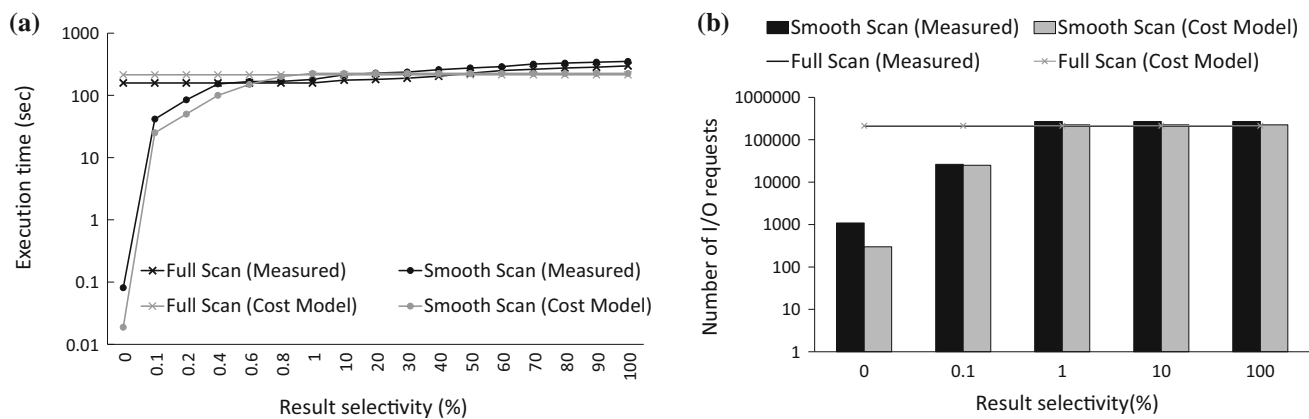 (a)
1000
100
10
1
0.1
0.01
Execution time (sec)
Full Scan (Measured)
Smooth Scan (Measured)
Full Scan (Cost Model)
Smooth Scan (Cost Model)
0 0.1 0.2 0.4 0.6 0.8 1 10 20 30 40 50 60 70 80 90 100
Result selectivity (%)
(b)
Smooth Scan (Measured)
Smooth Scan (Cost Model)
Full Scan (Measured)
Full Scan (Cost Model)
1000000
100000
10000
1000
100
10
1
Number of I/O requests
0 0.1 1 10 100
Result selectivity(%)